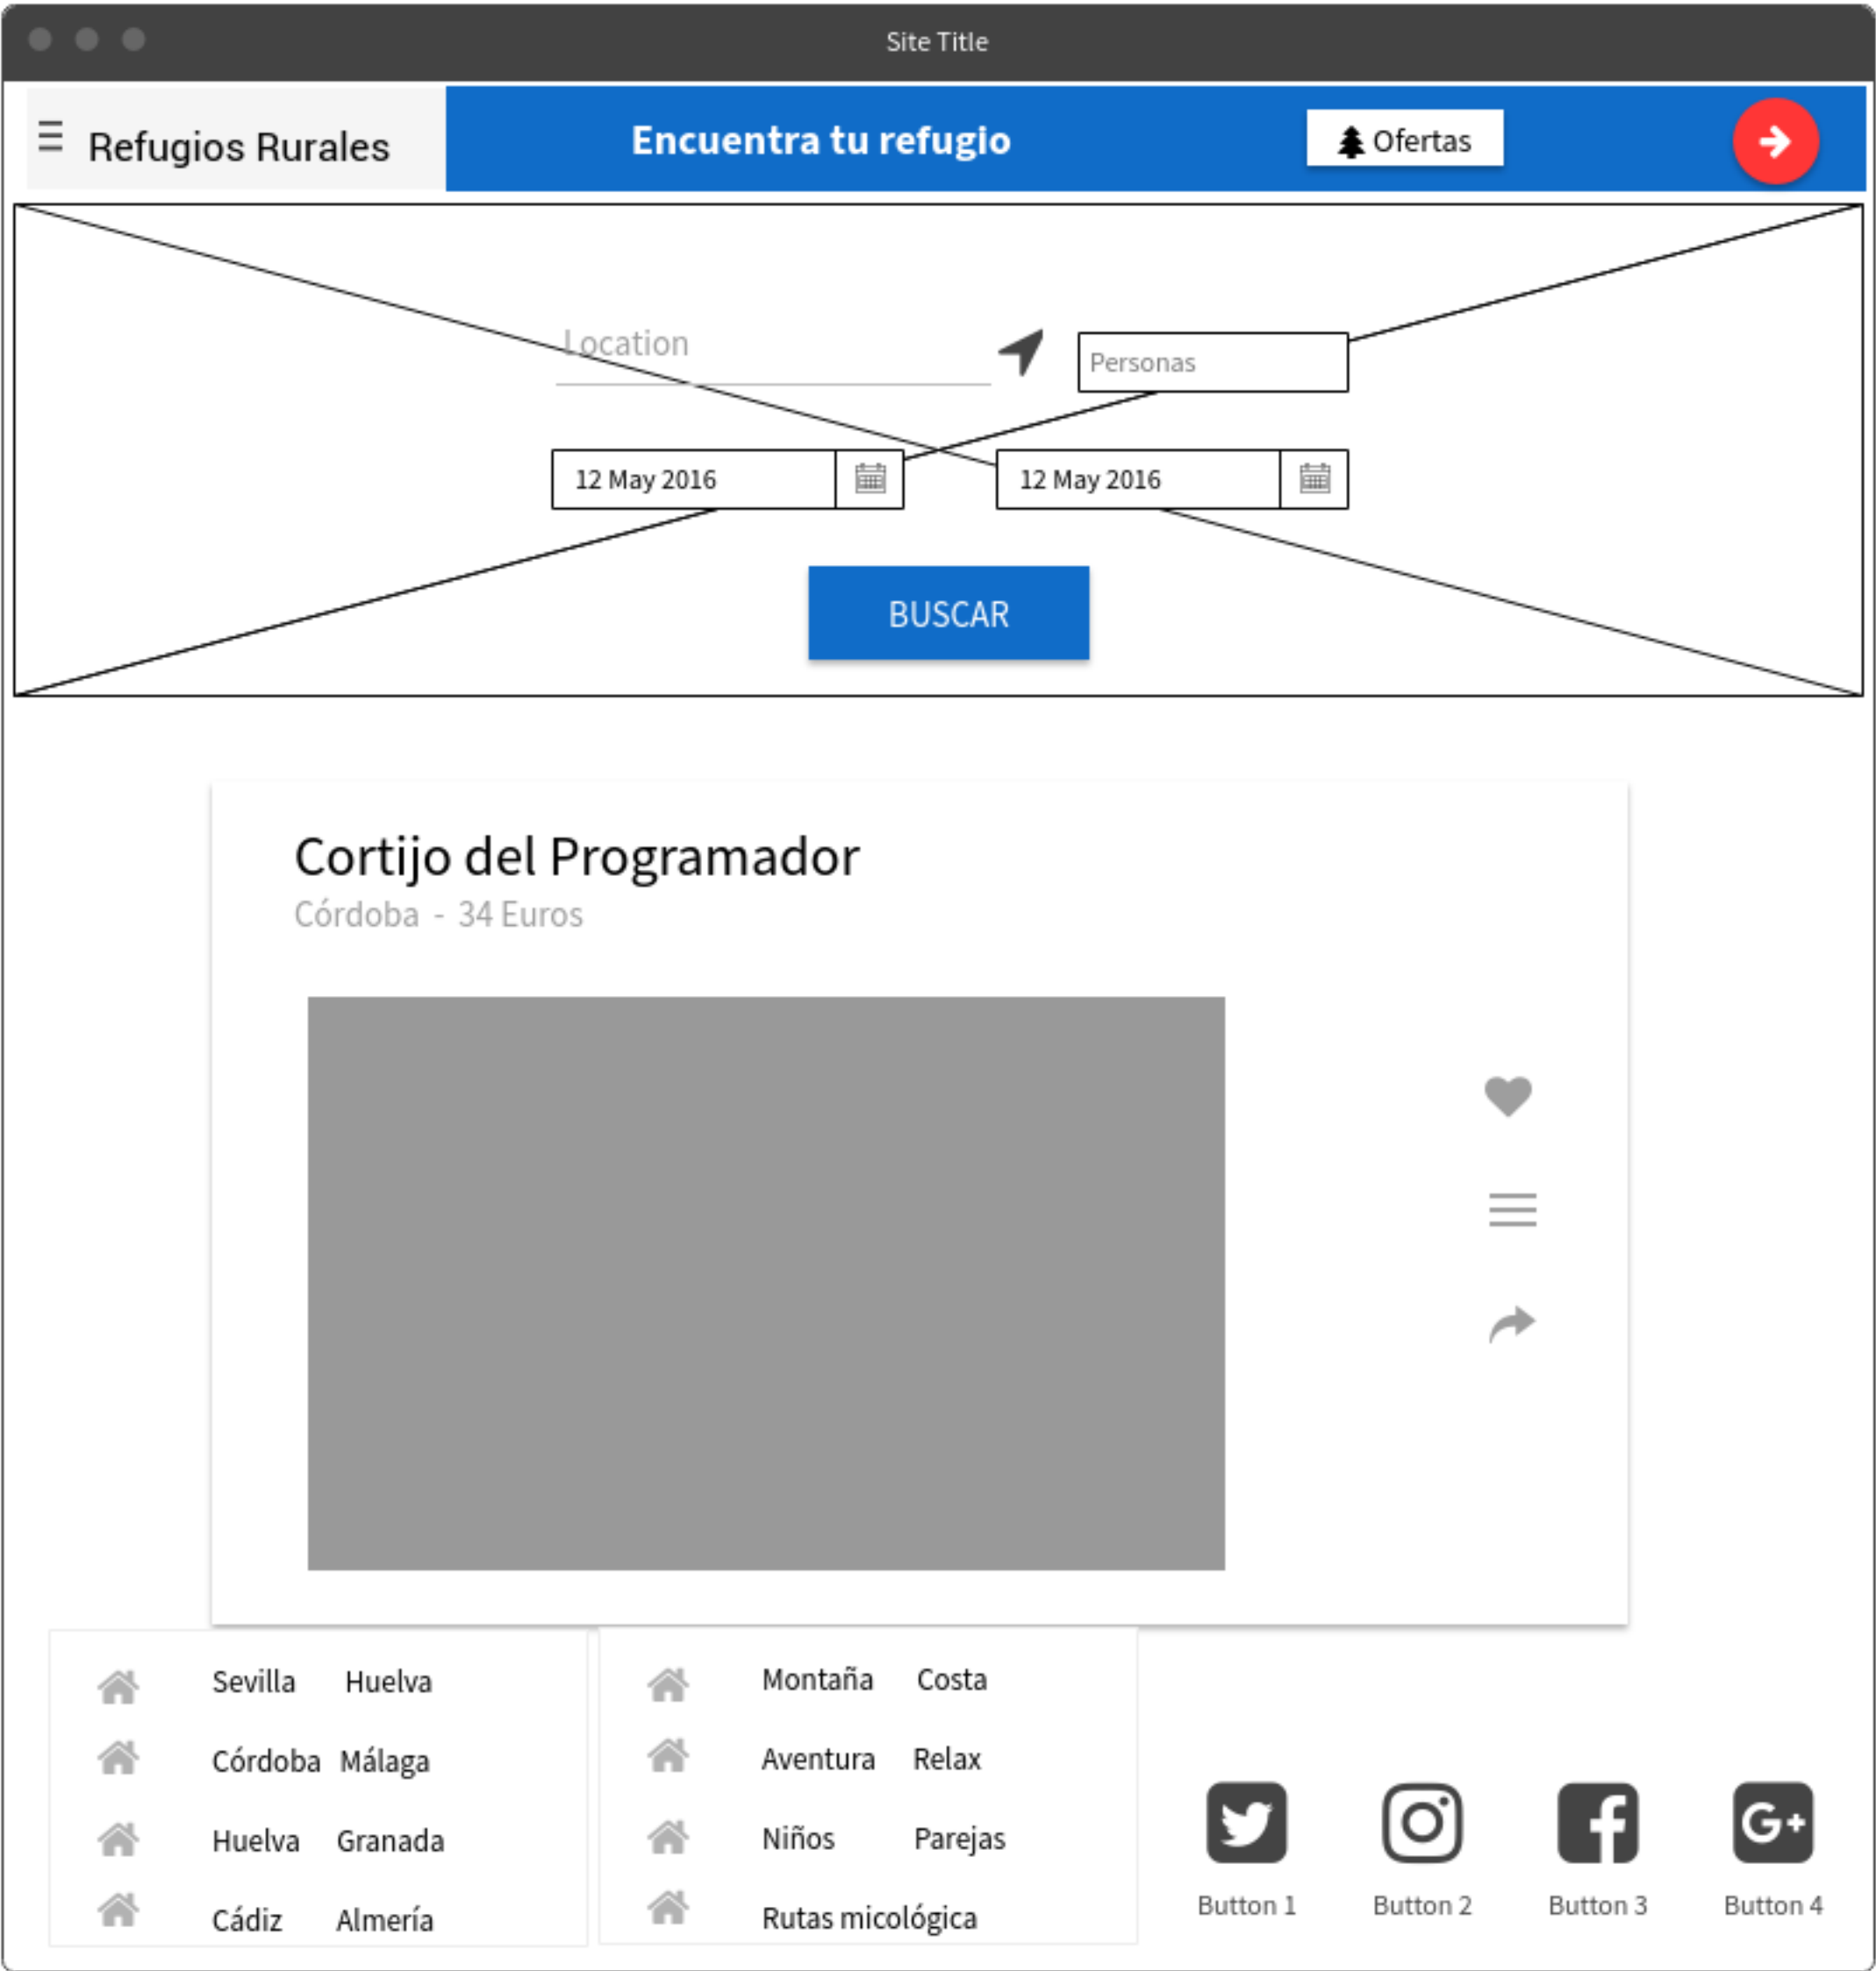 Site Title
Refugios Rurales
Encuentra tu refugio
Ofertas
Location
Personas
12 May 2016
12 May 2016
BUSCAR
Cortijo del Programador
Córdoba - 34 Euros
Sevilla Huelva
Córdoba Málaga
Huelva Granada
Cádiz Almería
Montaña Costa
Aventura Relax
Niños Parejas
Rutas micológica
Button 1
Button 2
Button 3
Button 4